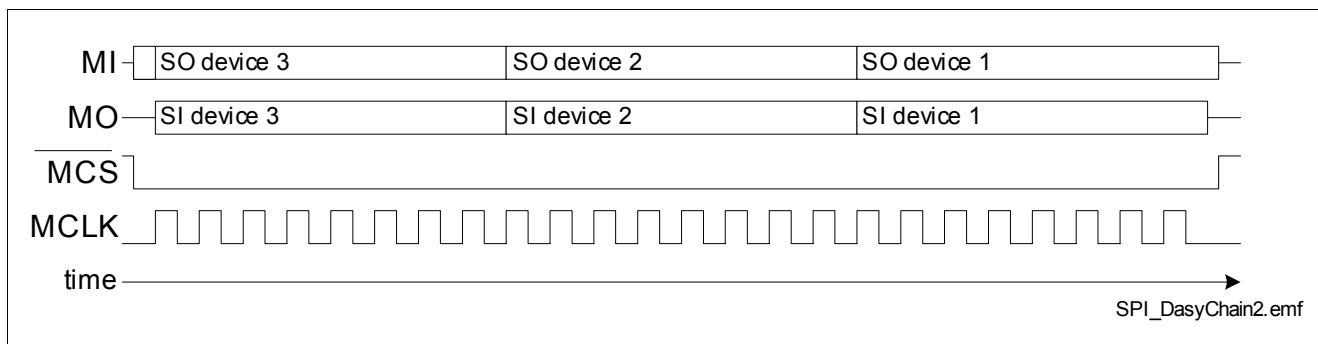 MI SO device 3 SO device 2 SO device 1
MO SI device 3 SI device 2 SI device 1
MCS
MCLK
time
SPI_DasyChain2.emf